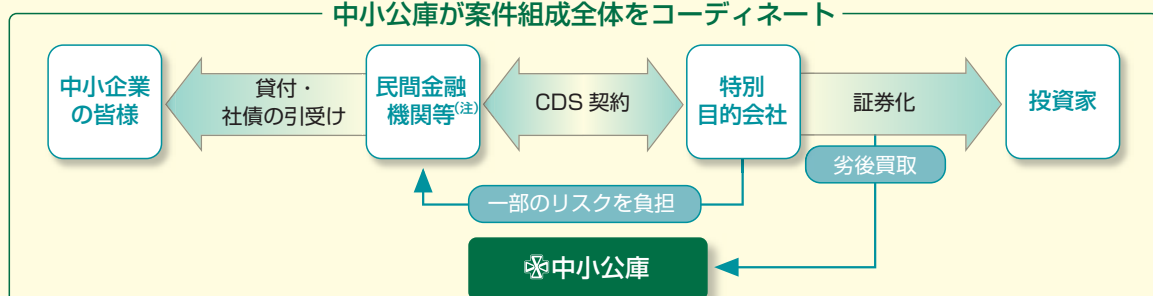 中小公庫が案件組成全体をコーディネート
中小企業
の皆様
貸付・
社債の引受け
民間金融
機関等(注)
CDS 契約
特別
目的会社
証券化
投資家
劣後買取
一部のリスクを負担
中小公庫